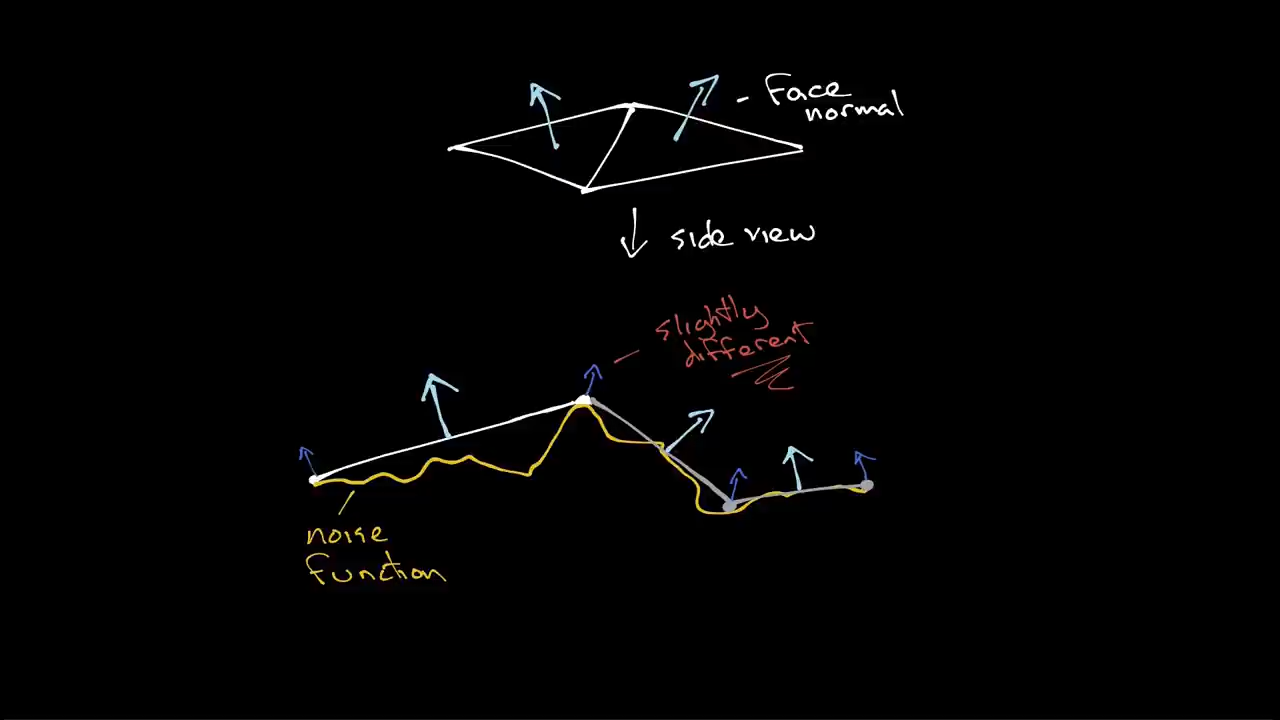 - Face
normal
side view
slightly
different
noise
function